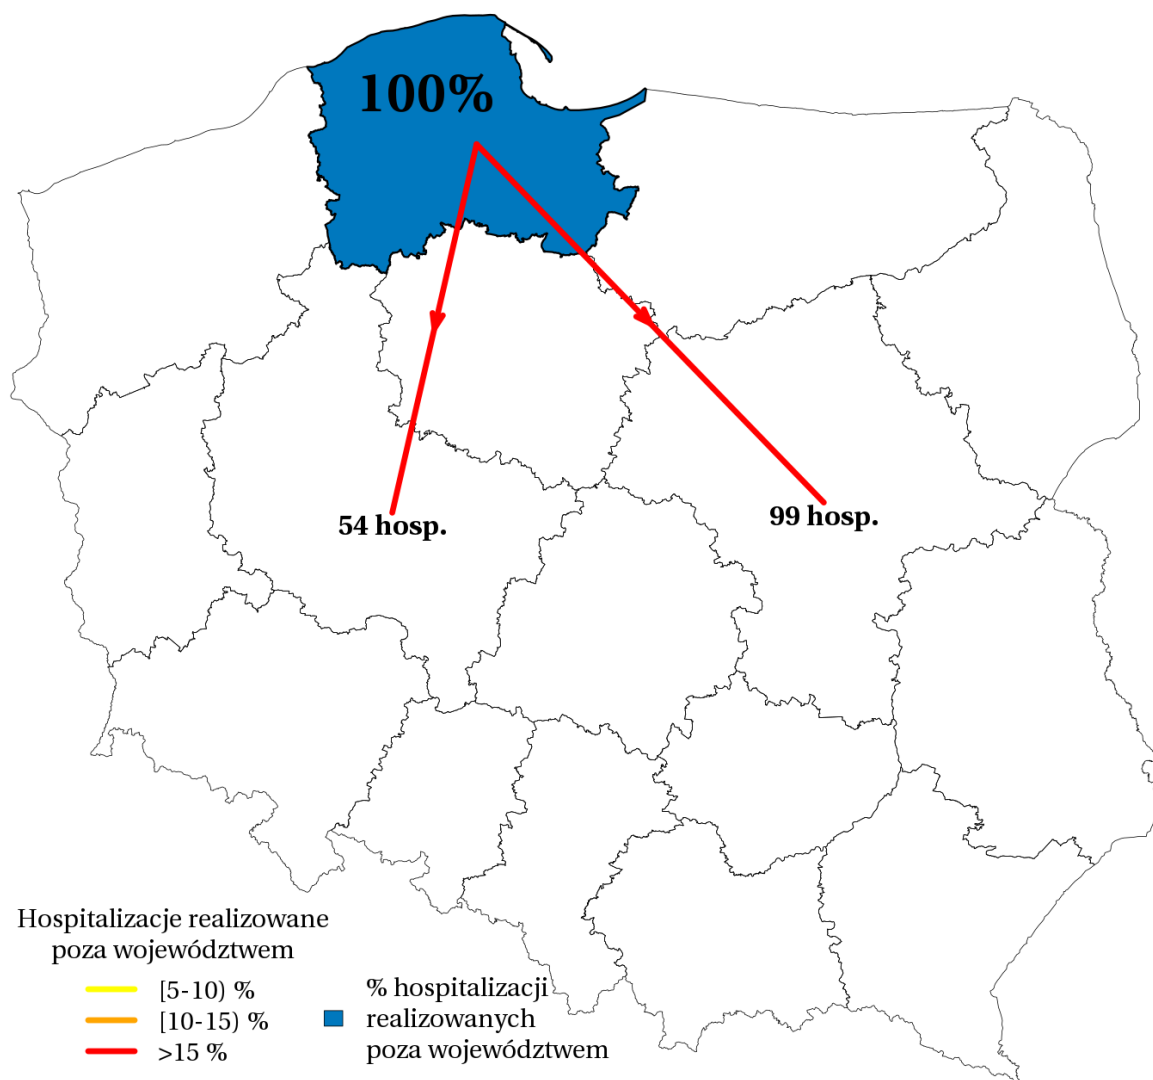 100%
54 hosp.
99 hosp.
Hospitalizacje realizowane
poza województwem
[5-10) %
[10-15) %
>15 %
% hospitalizacji
realizowanych
poza województwem